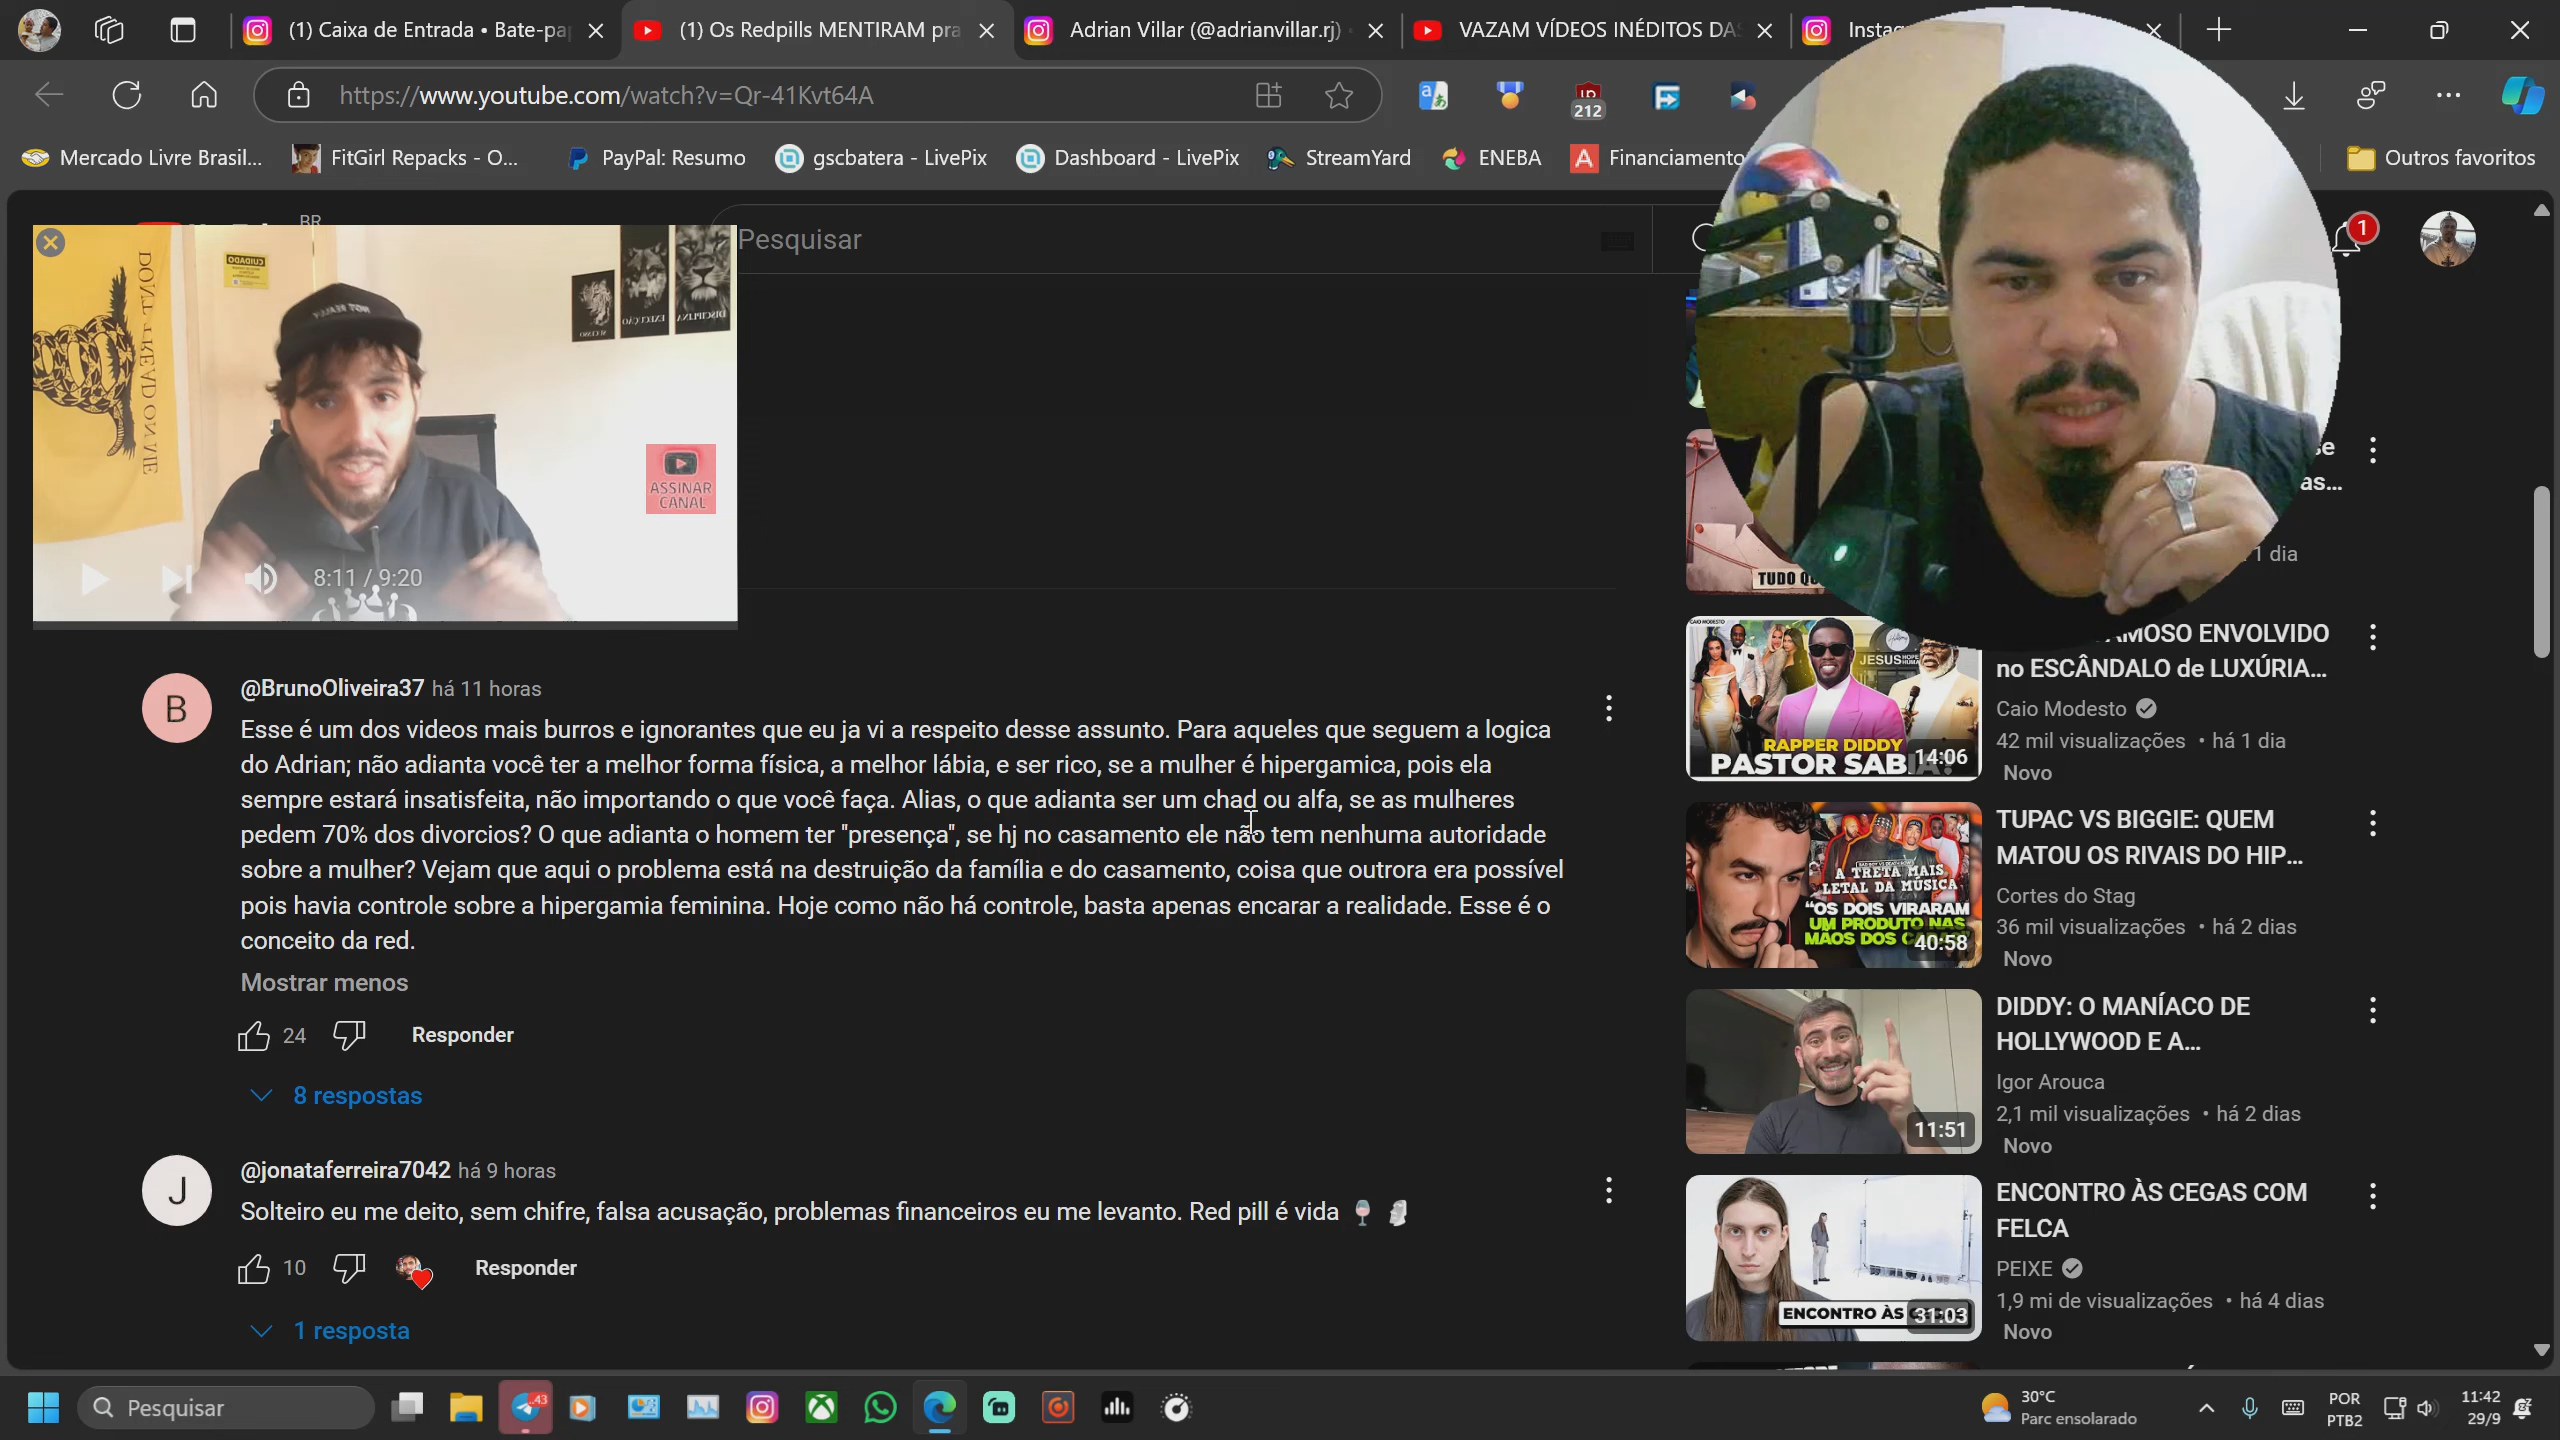 (1) Caixa de Entrada • Bate-pa
(1) Os Redpills MENTIRAM pra
Adrian Villar (@adrianvillar.rj)
VAZAM VÍDEOS INÉDITOS DA
https://www.youtube.com/watch?v=Qr-41Kvt64A
212
Mercado Livre Brasil...
FitGirl Repacks - O...
PayPal: Resumo
gscbatera - LivePix
Dashboard - LivePix
StreamYard
ENEBA
Financiamento
Outros favoritos
BR
Pesquisar
1
CUIDADO
DON'T TREAD ON ME
EXECUÇÃO
DISCIPLINA
ASSINAR
CANAL
8:11 / 9:20
@BrunoOliveira37 há 11 horas
Esse é um dos videos mais burros e ignorantes que eu ja vi a respeito desse assunto. Para aqueles que seguem a logica
do Adrian; não adianta você ter a melhor forma física, a melhor lábia, e ser rico, se a mulher é hipergamica, pois ela
sempre estará insatisfeita, não importando o que você faça. Alias, o que adianta ser um chad ou alfa, se as mulheres
pedem 70% dos divorcios? O que adianta o homem ter "presença", se hj no casamento ele não tem nenhuma autoridade
sobre a mulher? Vejam que aqui o problema está na destruição da família e do casamento, coisa que outrora era possível
pois havia controle sobre a hipergamia feminina. Hoje como não há controle, basta apenas encarar a realidade. Esse é o
conceito da red.
Mostrar menos
24
Responder
8 respostas
@jonataferreira7042 há 9 horas
Solteiro eu me deito, sem chifre, falsa acusação, problemas financeiros eu me levanto. Red pill é vida 🍷 🗿
10
Responder
1 resposta
as...
1 dia
TUDO
JESUS
RAPPER DIDDY
PASTOR
14:06
AMOSO ENVOLVIDO
no ESCÂNDALO de LUXÚRIA...
Caio Modesto
42 mil visualizações • há 1 dia
Novo
A TRETA MAIS
LETAL DA MÚSICA
"OS DOIS VIRARAM
UM PRODUTO NAS
MÃOS DOS
40:58
TUPAC VS BIGGIE: QUEM
MATOU OS RIVAIS DO HIP...
Cortes do Stag
36 mil visualizações • há 2 dias
Novo
11:51
DIDDY: O MANÍACO DE
HOLLYWOOD E A...
Igor Arouca
2,1 mil visualizações • há 2 dias
Novo
ENCONTRO ÀS
31:03
ENCONTRO ÀS CEGAS COM
FELCA
PEIXE
1,9 mi de visualizações • há 4 dias
Novo
Pesquisar
43
30°C
Parc ensolarado
POR
PTB2
11:42
29/9